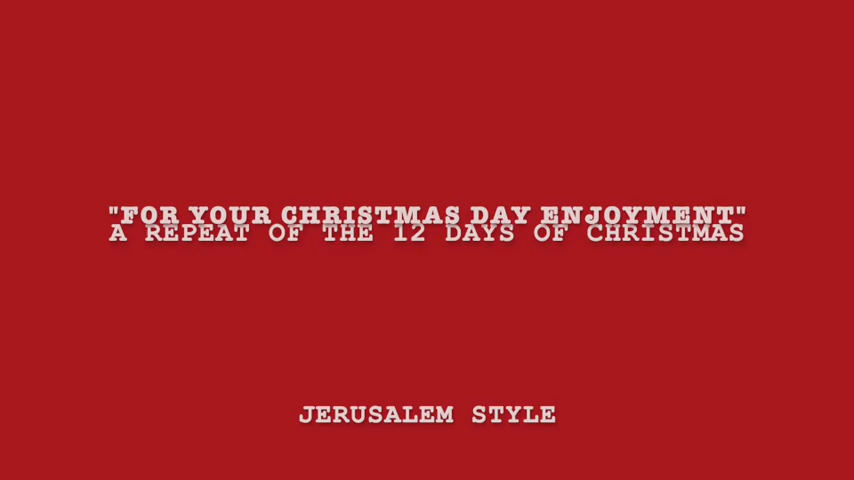 "FOR YOUR CHRISTMAS DAY ENJOYMENT"
A REPEAT OF THE 12 DAYS OF CHRISTMAS
JERUSALEM STYLE